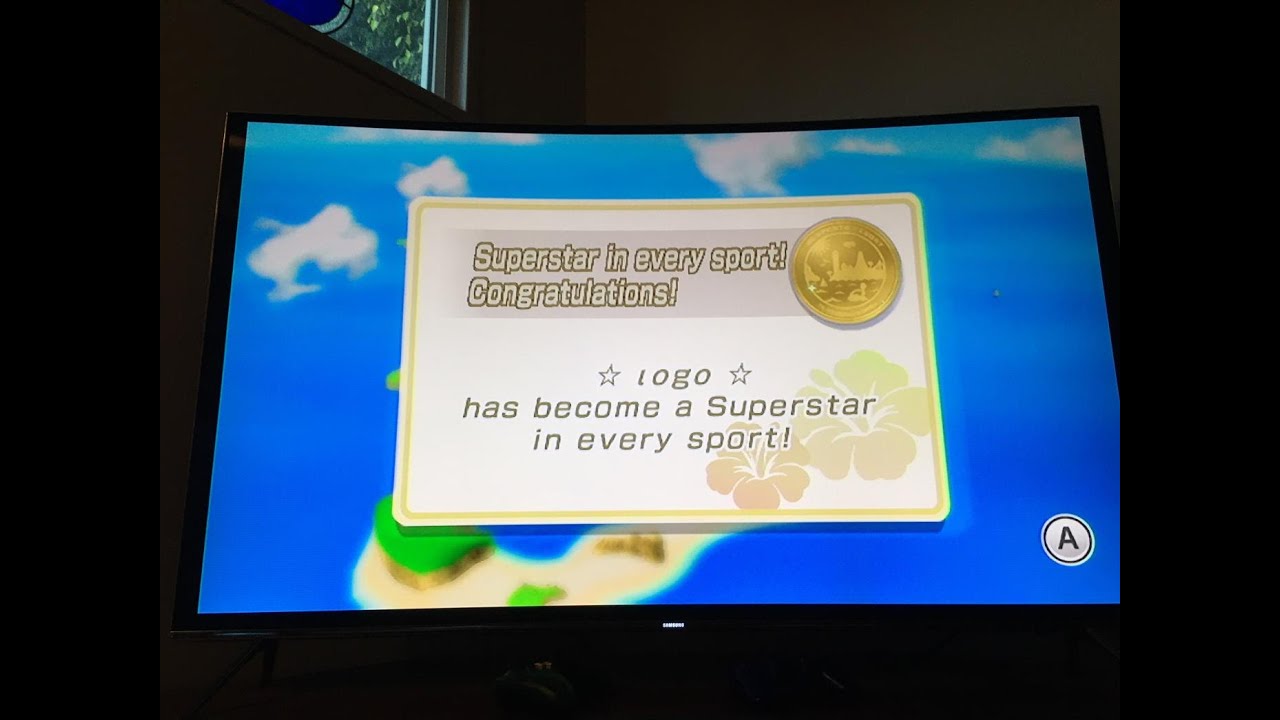 Superstar in every sport!
Congratulations!
☆ logo ☆
has become a Superstar
in every sport!
A
SAMSUNG